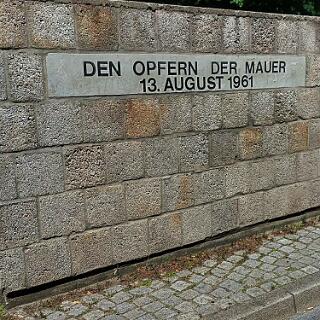 DEN OPFERN DER MAUER
13. AUGUST 1961